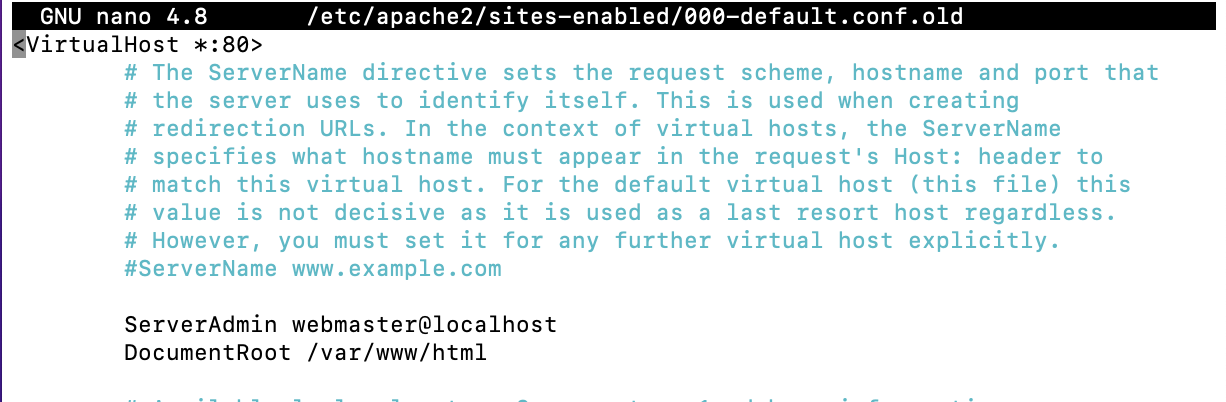 GNU nano 4.8 /etc/apache2/sites-enabled/000-default.conf.old
<VirtualHost *:80>
# The ServerName directive sets the request scheme, hostname and port that
# the server uses to identify itself. This is used when creating
# redirection URLs. In the context of virtual hosts, the ServerName
# specifies what hostname must appear in the request's Host: header to
# match this virtual host. For the default virtual host (this file) this
# value is not decisive as it is used as a last resort host regardless.
# However, you must set it for any further virtual host explicitly.
#ServerName www.example.com
ServerAdmin webmaster@localhost
DocumentRoot /var/www/html